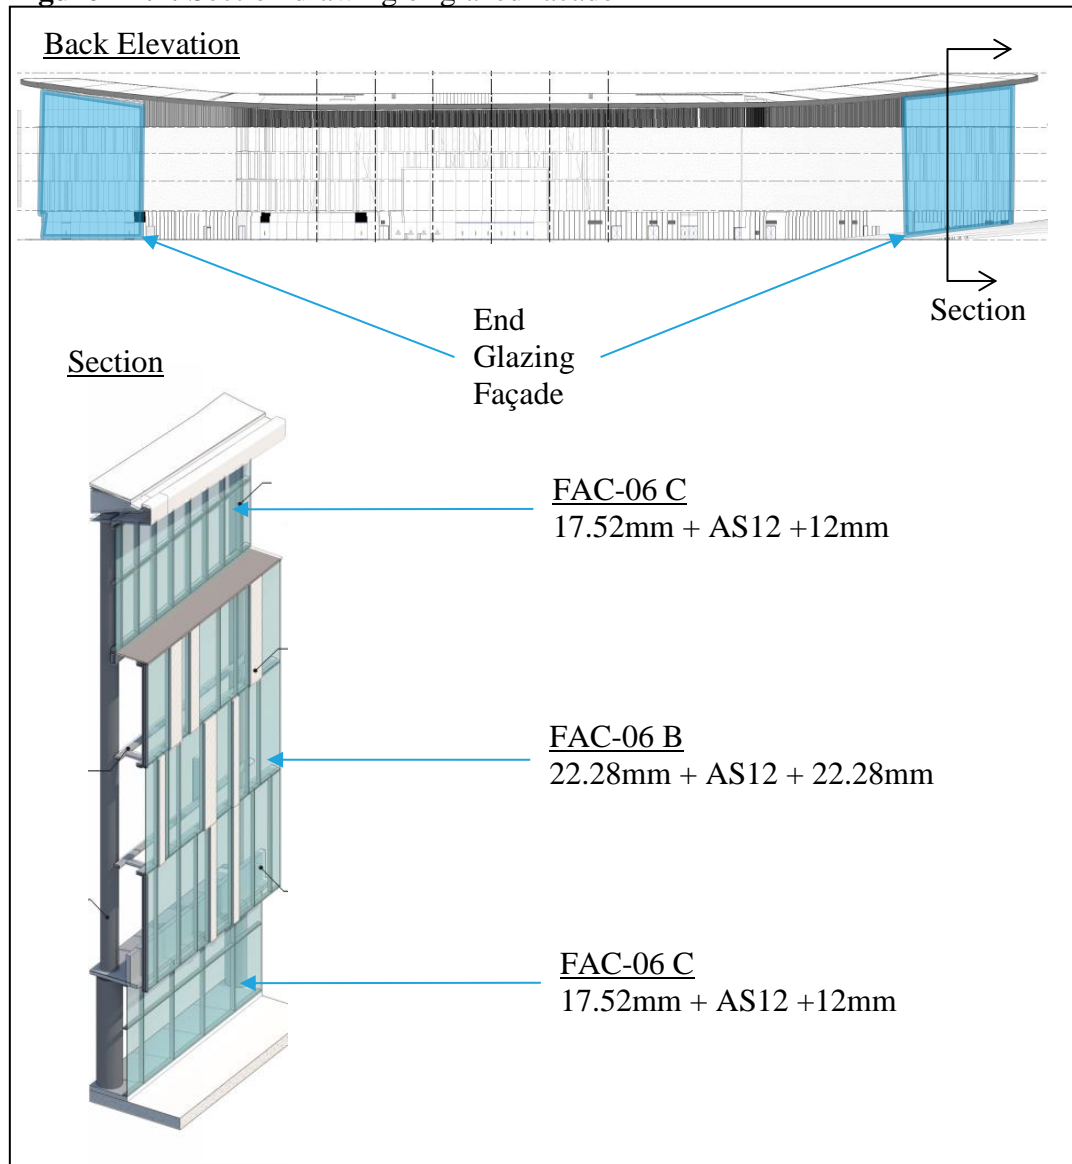 Back Elevation
Section
End
Glazing
Façade
Section
FAC-06 C
17.52mm + AS12 +12mm
FAC-06 B
22.28mm + AS12 + 22.28mm
FAC-06 C
17.52mm + AS12 +12mm